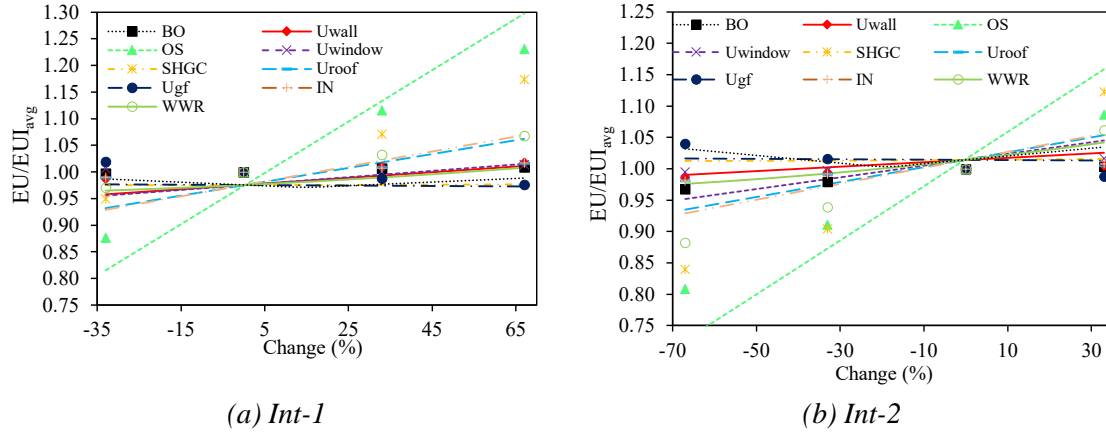 1.30
1.25
1.20
1.15
1.10
1.05
1.00
0.95
0.90
0.85
0.80
0.75
EU/EUIavg
BO
Uwall
OS
Uwindow
SHGC
Uroof
Ugf
IN
WWR
-35
-15
5
25
45
65
Change (%)
(a) Int-1
1.25
1.20
1.15
1.10
1.05
1.00
0.95
0.90
0.85
0.80
0.75
EU/EUIavg
BO
Uwall
OS
Uwindow
SHGC
Uroof
Ugf
IN
WWR
-70
-50
-30
-10
10
30
Change (%)
(b) Int-2